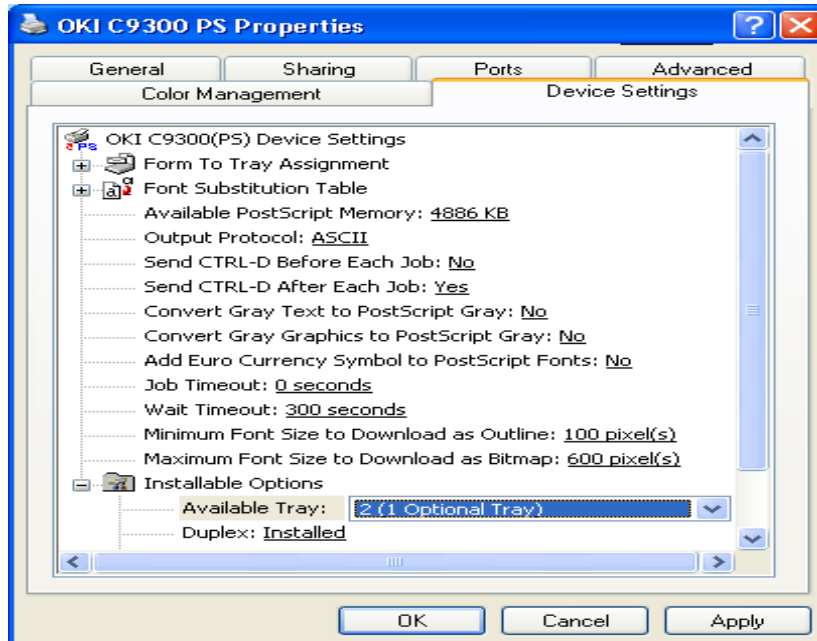 OKI C9300 PS Properties
General Sharing Ports Advanced
Color Management Device Settings
OKI C9300(PS) Device Settings
Form To Tray Assignment
Font Substitution Table
Available PostScript Memory: 4886 KB
Output Protocol: ASCII
Send CTRL-D Before Each Job: No
Send CTRL-D After Each Job: Yes
Convert Gray Text to PostScript Gray: No
Convert Gray Graphics to PostScript Gray: No
Add Euro Currency Symbol to PostScript Fonts: No
Job Timeout: 0 seconds
Wait Timeout: 300 seconds
Minimum Font Size to Download as Outline: 100 pixel(s)
Maximum Font Size to Download as Bitmap: 600 pixel(s)
Installable Options
Available Tray: 2 (1 Optional Tray)
Duplex: Installed
OK Cancel Apply